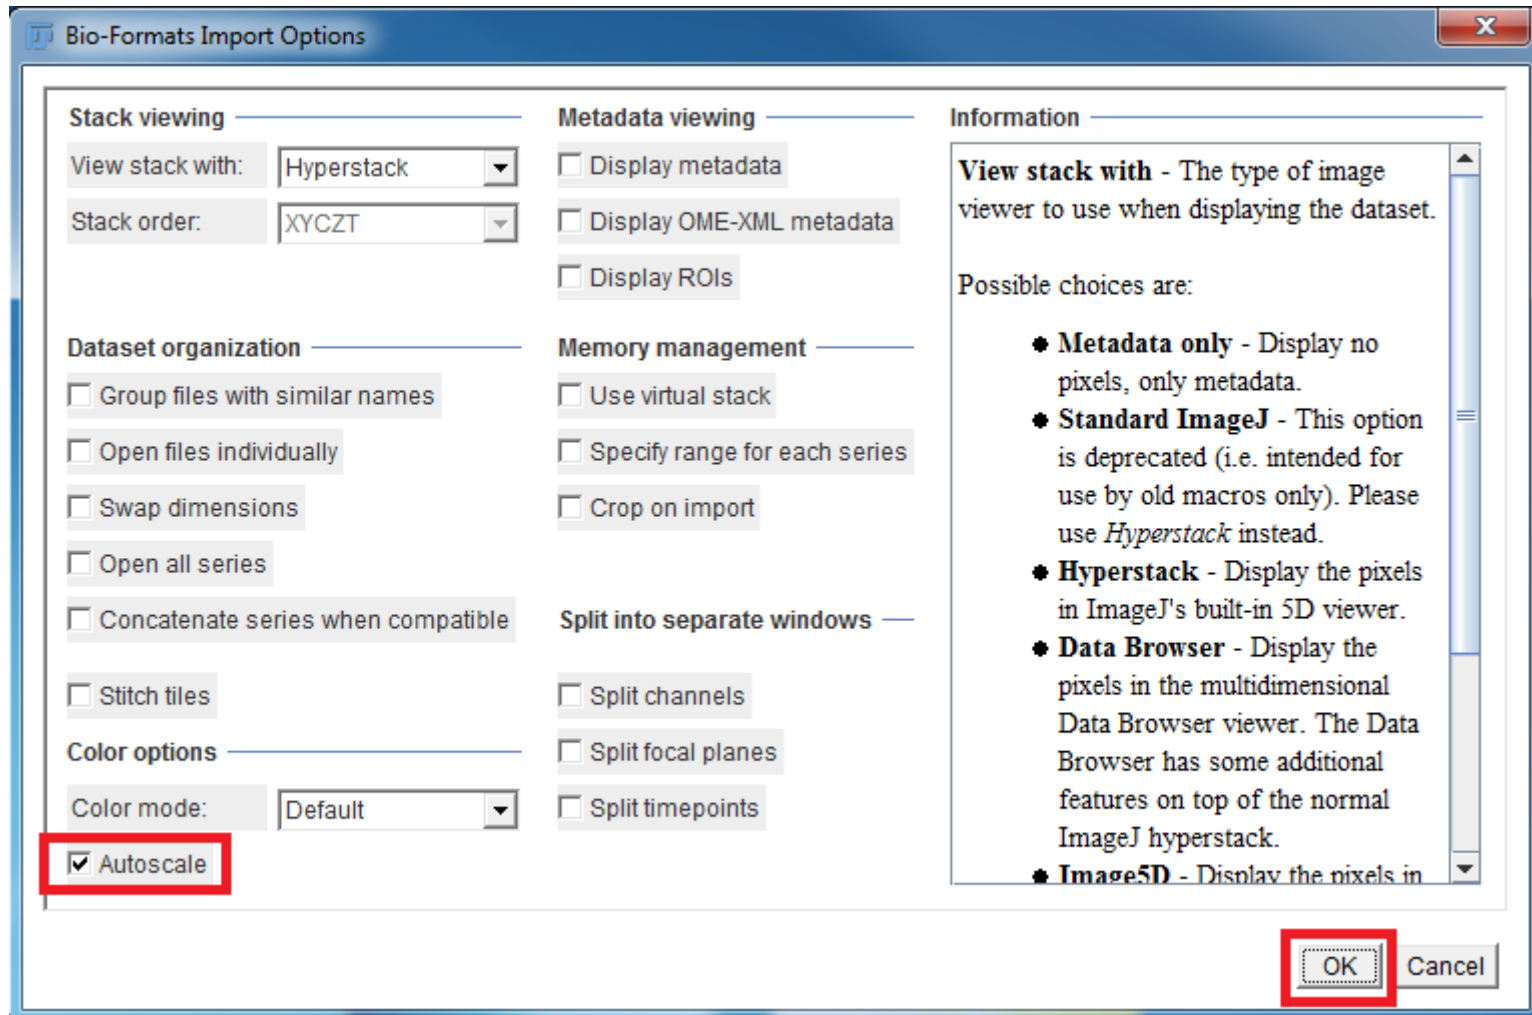 Bio-Formats Import Options
Stack viewing
View stack with:
Hyperstack
Stack order:
XYCZT
Metadata viewing
Display metadata
Display OME-XML metadata
Display ROIs
Dataset organization
Group files with similar names
Open files individually
Swap dimensions
Open all series
Concatenate series when compatible
Stitch tiles
Memory management
Use virtual stack
Specify range for each series
Crop on import
Split into separate windows
Split channels
Split focal planes
Split timepoints
Color options
Color mode:
Default
Autoscale
Information
View stack with - The type of image
viewer to use when displaying the dataset.
Possible choices are:
Metadata only - Display no
pixels, only metadata.
Standard ImageJ - This option
is deprecated (i.e. intended for
use by old macros only). Please
use Hyperstack instead.
Hyperstack - Display the pixels
in ImageJ's built-in 5D viewer.
Data Browser - Display the
pixels in the multidimensional
Data Browser viewer. The Data
Browser has some additional
features on top of the normal
ImageJ hyperstack.
Image5D - Display the pixels in
OK
Cancel